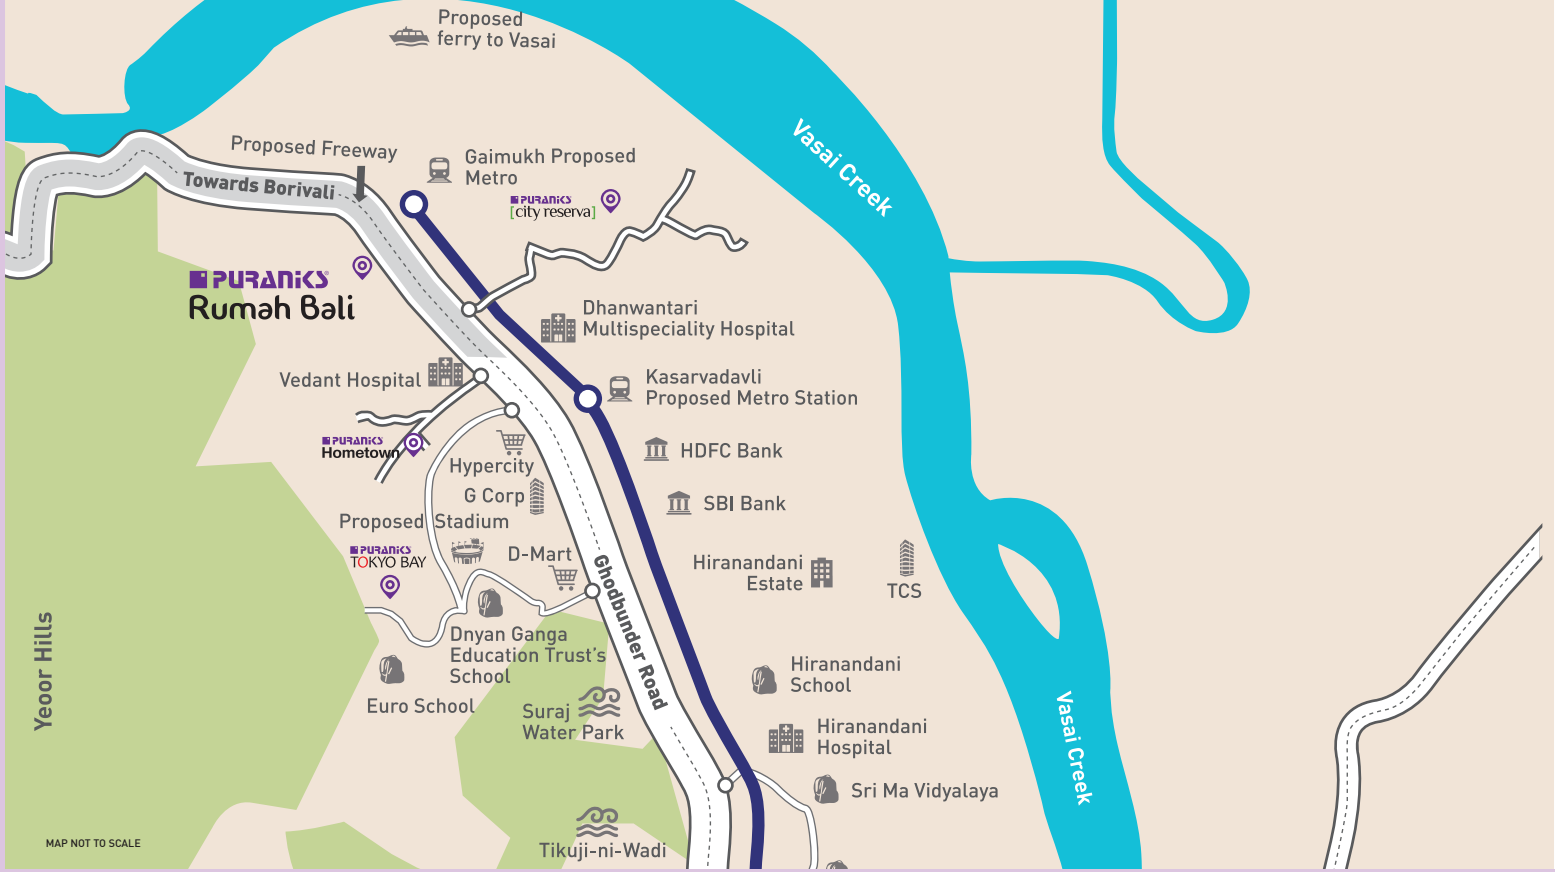 Proposed
ferry to Vasai
Vasai Creek
Proposed Freeway
Gaimukh Proposed
Metro
Towards Borivali
PURANIKS
[city reserva]
PURANIKS
Rumah Bali
Dhanwantari
Multispeciality Hospital
Vedant Hospital
Kasarvadavli
Proposed Metro Station
PURANIKS
Hometown
HDFC Bank
Hypercity
G Corp
SBI Bank
Proposed Stadium
PURANIKS
TOKYO BAY
D-Mart
Ghodbunder Road
Hiranandani
Estate
TCS
Yeoor Hills
Dnyan Ganga
Education Trust's
School
Euro School
Hiranandani
School
Suraj
Water Park
Hiranandani
Hospital
Vasai Creek
Sri Ma Vidyalaya
MAP NOT TO SCALE
Tikuji-ni-Wadi